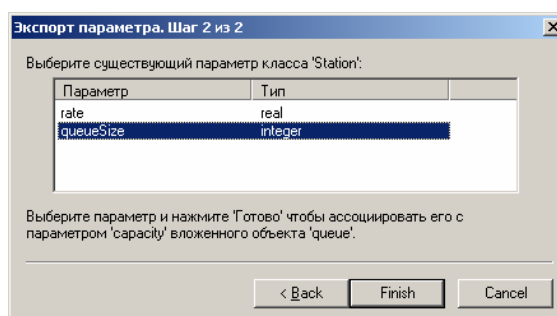 Экспорт параметра. Шаг 2 из 2
Выберите существующий параметр класса 'Station':
Параметр Тип
rate real
queueSize integer
Выберите параметр и нажмите 'Готово' чтобы ассоциировать его с
параметром 'capacity' вложенного объекта 'queue'.
< Back Finish Cancel